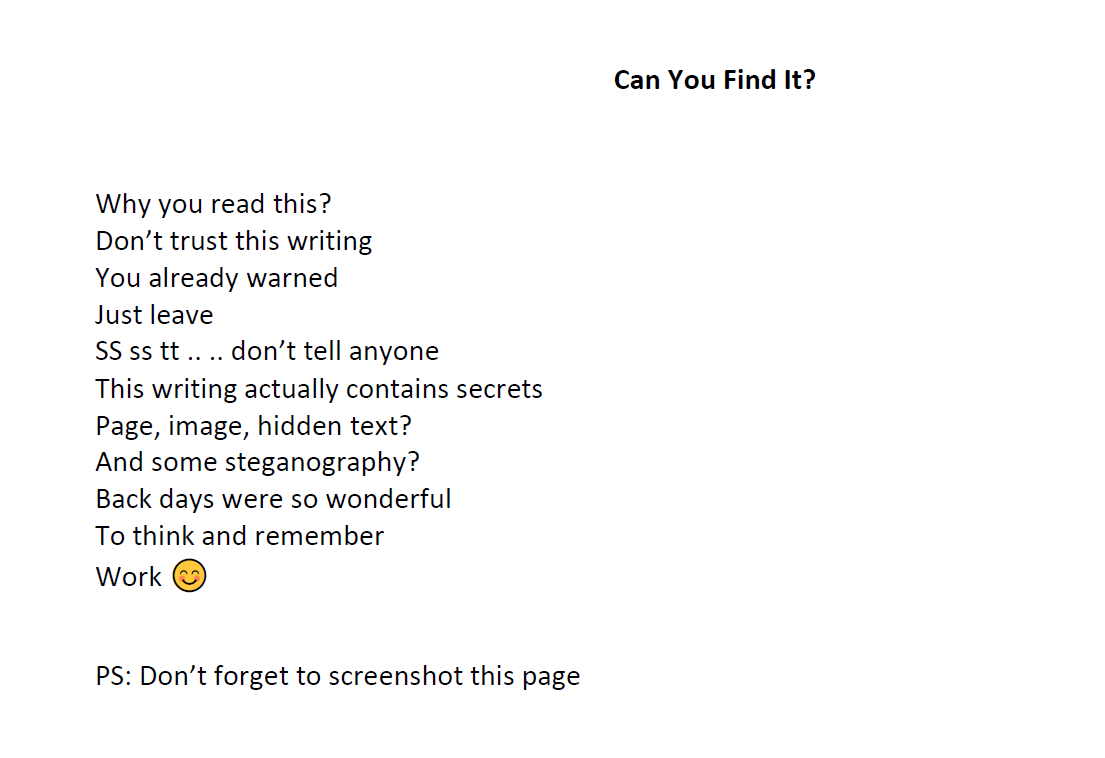 Can You Find It?
Why you read this?
Don’t trust this writing
You already warned
Just leave
SS ss tt .. .. don’t tell anyone
This writing actually contains secrets
Page, image, hidden text?
And some steganography?
Back days were so wonderful
To think and remember
Work 😊
PS: Don’t forget to screenshot this page